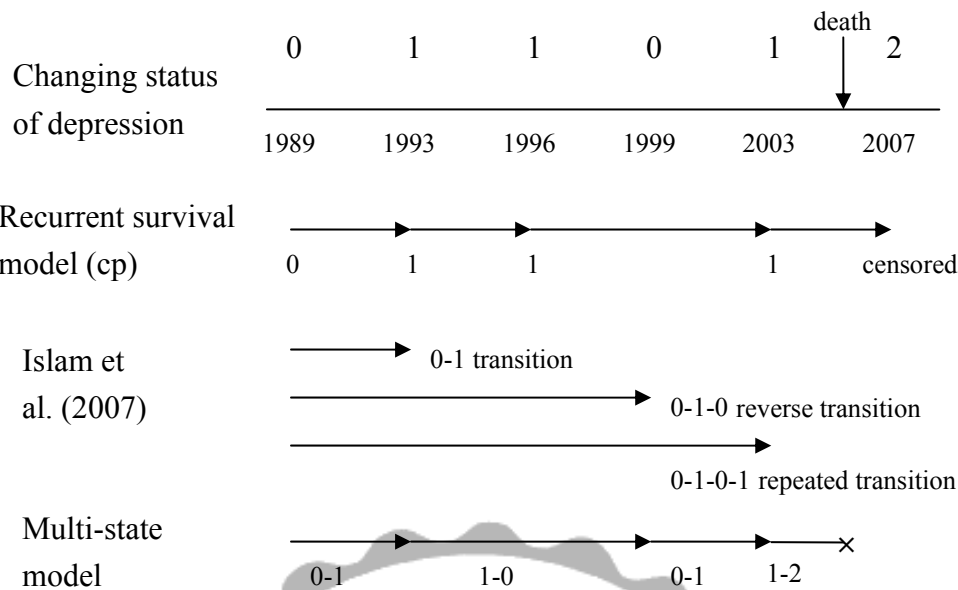 death
0 1 1 0 1 2
Changing status
of depression
1989 1993 1996 1999 2003 2007
Recurrent survival
model (cp)
0 1 1 1 censored
Islam et
al. (2007)
0-1 transition
0-1-0 reverse transition
0-1-0-1 repeated transition
Multi-state
model
0-1 1-0 0-1 1-2